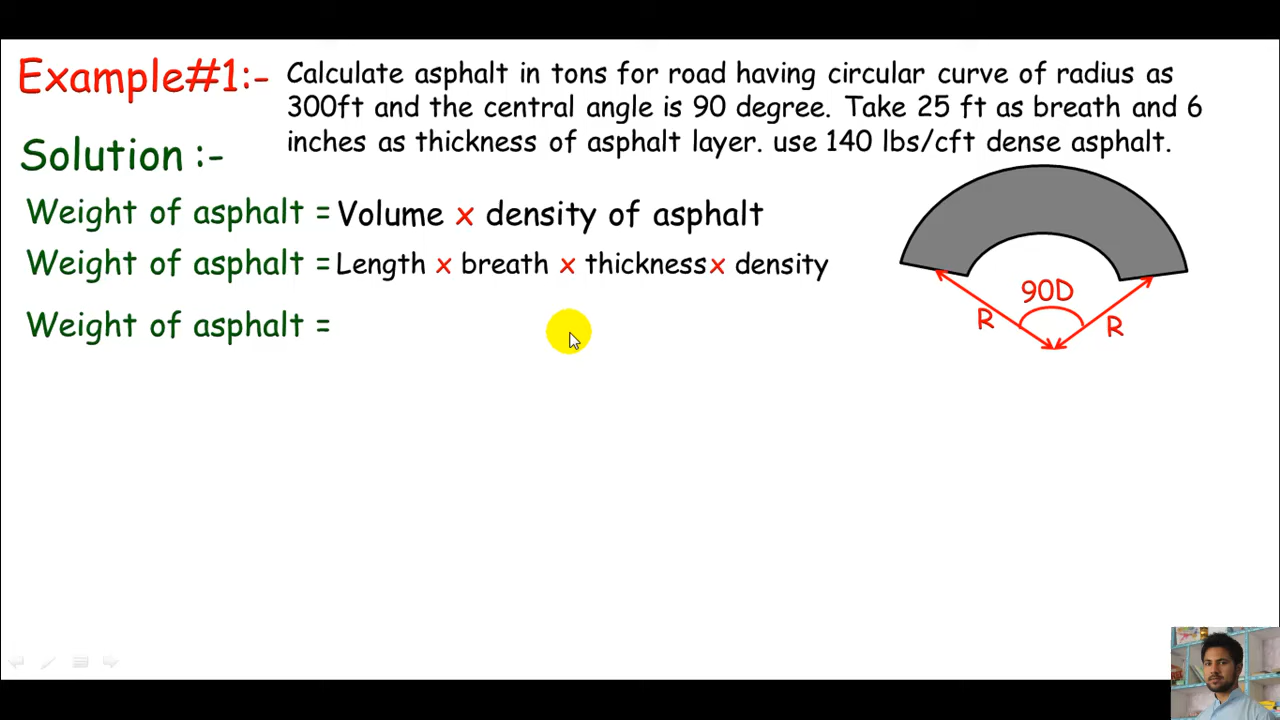 Example#1:-
Calculate asphalt in tons for road having circular curve of radius as
300ft and the central angle is 90 degree. Take 25 ft as breath and 6
inches as thickness of asphalt layer. use 140 lbs/cft dense asphalt.
Solution :-
Weight of asphalt = Volume x density of asphalt
Weight of asphalt = Length x breath x thickness x density
Weight of asphalt =
90D
R
R